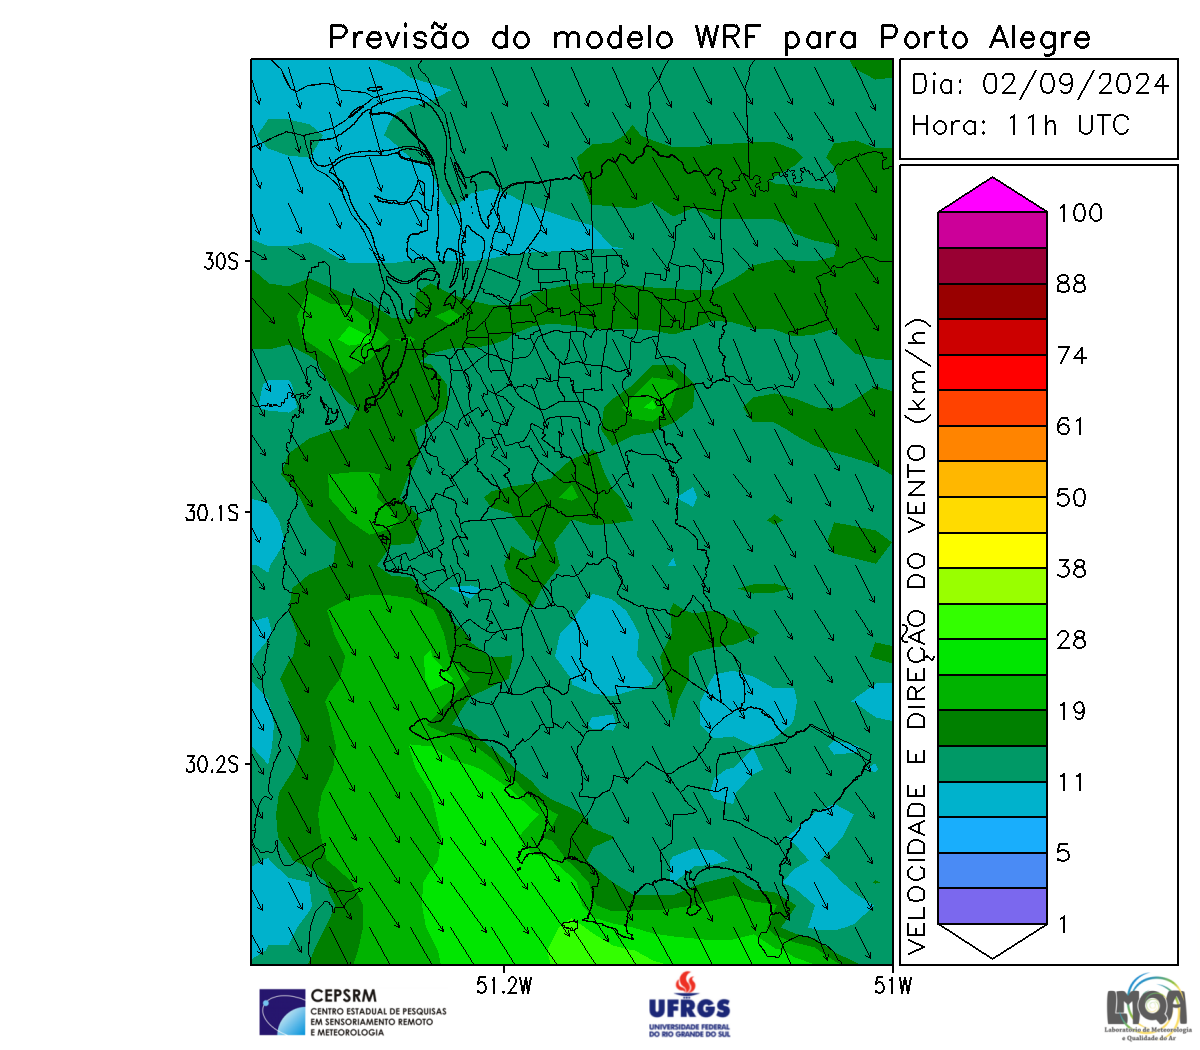 Previsão do modelo WRF para Porto Alegre
Dia: 02/09/2024
Hora: 11h UTC
30S
30.1S
30.2S
51.2W
51W
VELOCIDADE E DIREÇÃO DO VENTO (km/h)
100
88
74
61
50
38
28
19
11
5
1
CEPSRM
CENTRO ESTADUAL DE PESQUISAS
EM SENSORIAMENTO REMOTO
E METEOROLOGIA
UFRGS
UNIVERSIDADE FEDERAL
DO RIO GRANDE DO SUL
LMQA
Laboratório de Meteorologia
e Qualidade do Ar